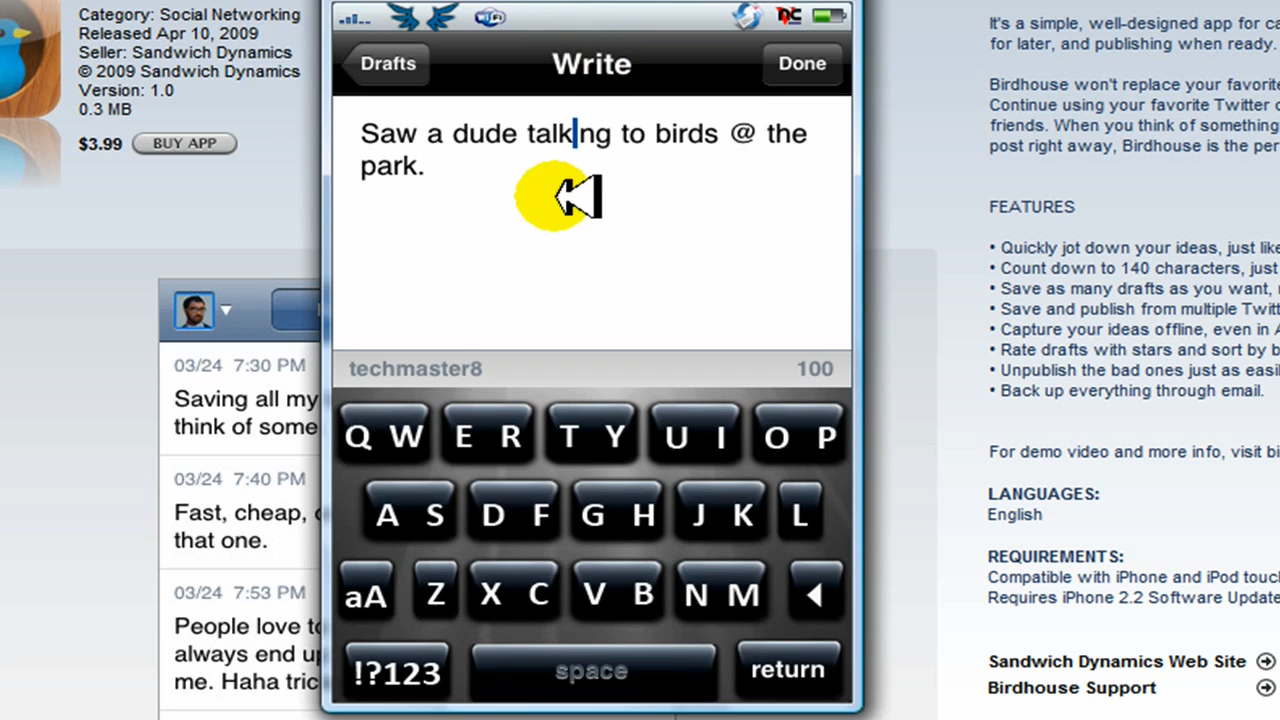 Category: Social Networking
Released Apr 10, 2009
Seller: Sandwich Dynamics
© 2009 Sandwich Dynamics
Version: 1.0
0.3 MB
$3.99 BUY APP
Drafts Write Done
Saw a dude talking to birds @ the
park.
techmaster8 100
Q W E R T Y U I O P
A S D F G H J K L
aA Z X C V B N M
!?123 space return
03/24 7:30 PM
Saving all my
think of some
03/24 7:40 PM
Fast, cheap,
that one.
03/24 7:53 PM
People love to
always end up
me. Haha tric
It's a simple, well-designed app for ca
for later, and publishing when ready.
Birdhouse won't replace your favorite
Continue using your favorite Twitter c
friends. When you think of something
post right away, Birdhouse is the per
FEATURES
• Quickly jot down your ideas, just like
• Count down to 140 characters, just
• Save as many drafts as you want,
• Save and publish from multiple Twitt
• Capture your ideas offline, even in A
• Rate drafts with stars and sort by b
• Unpublish the bad ones just as easil
• Back up everything through email.
For demo video and more info, visit bi
LANGUAGES:
English
REQUIREMENTS:
Compatible with iPhone and iPod touc
Requires iPhone 2.2 Software Update
Sandwich Dynamics Web Site
Birdhouse Support